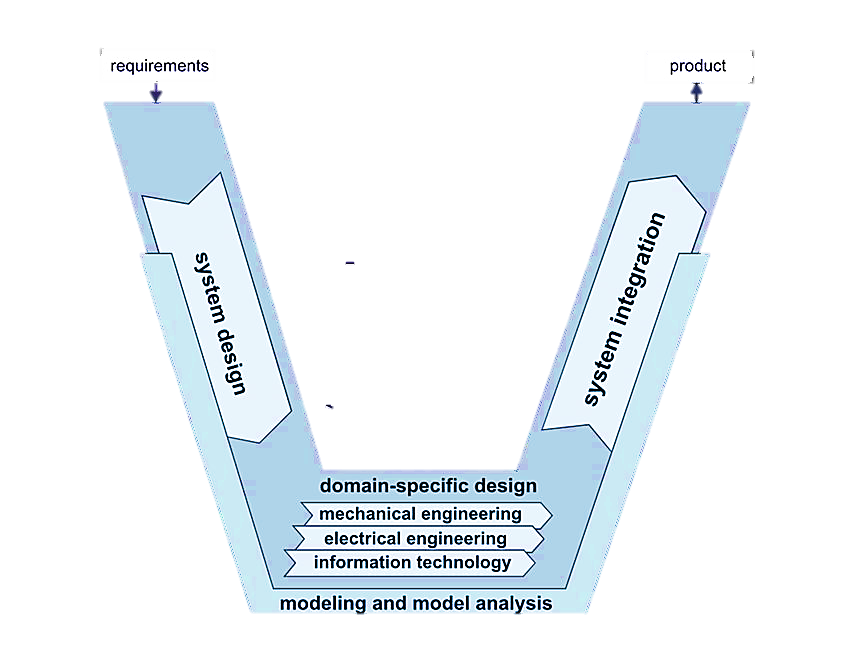 requirements
product
system design
system integration
domain-specific design
mechanical engineering
electrical engineering
information technology
modeling and model analysis